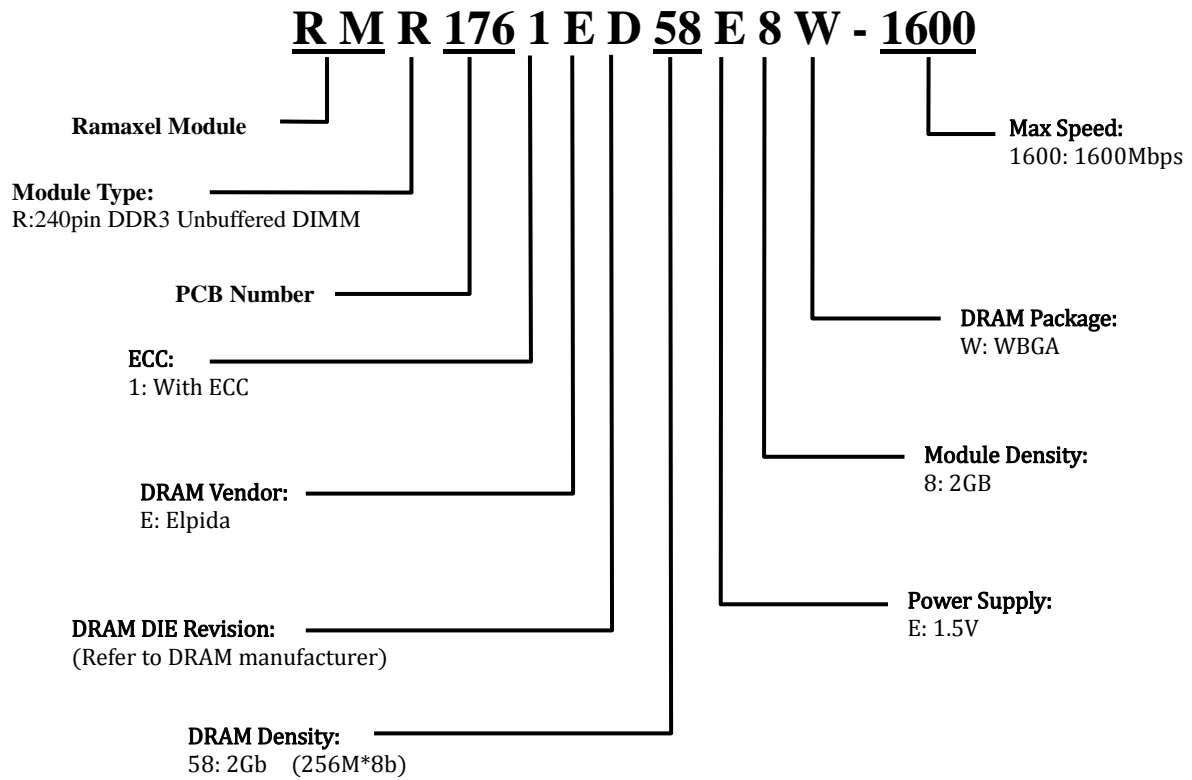 R M R 176 1 E D 58 E 8 W - 1600
Ramaxel Module
Max Speed:
1600: 1600Mbps
Module Type:
R:240pin DDR3 Unbuffered DIMM
PCB Number
DRAM Package:
W: WBGA
ECC:
1: With ECC
Module Density:
8: 2GB
DRAM Vendor:
E: Elpida
Power Supply:
E: 1.5V
DRAM DIE Revision:
(Refer to DRAM manufacturer)
DRAM Density:
58: 2Gb (256M*8b)